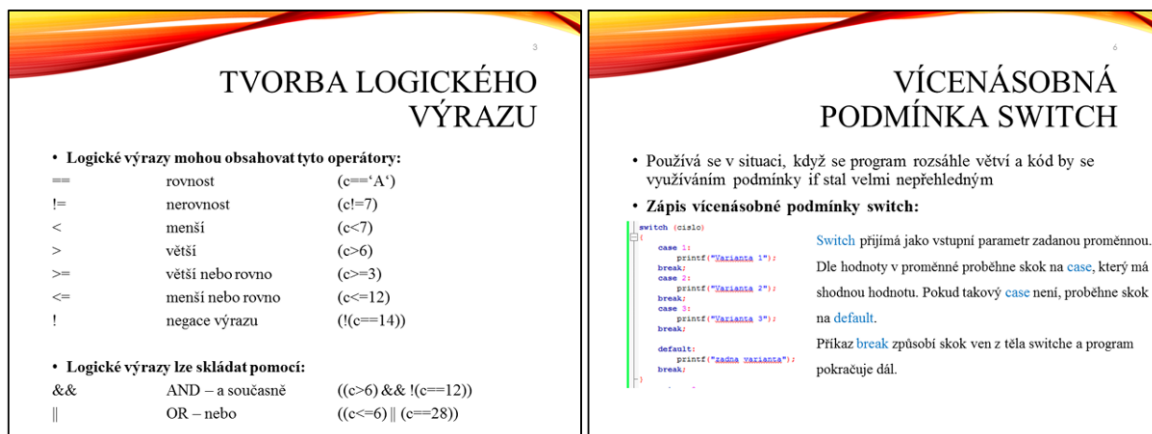 3
TVORBA LOGICKÉHO
VÝRAZU
• Logické výrazy mohou obsahovat tyto operátory:
== rovnost (c==‘A‘)
!= nerovnost (c!=7)
< menší (c<7)
> větší (c>6)
>= větší nebo rovno (c>=3)
<= menší nebo rovno (c<=12)
! negace výrazu (!(c==14))
• Logické výrazy lze skládat pomocí:
&& AND – a současně ((c>6) && !(c==12))
|| OR – nebo ((c<=6) || (c==28))
6
VÍCENÁSOBNÁ
PODMÍNKA SWITCH
• Používá se v situaci, když se program rozsáhle větví a kód by se
využíváním podmínky if stal velmi nepřehledným
• Zápis vícenásobné podmínky switch:
switch (cislo)
{
case 1:
printf("Varianta 1");
break;
case 2:
printf("Varianta 2");
break;
case 3:
printf("Varianta 3");
break;
default:
printf("zadna varianta");
break;
}
Switch přijímá jako vstupní parametr zadanou proměnnou.
Dle hodnoty v proměnné proběhne skok na case, který má
shodnou hodnotu. Pokud takový case není, proběhne skok
na default.
Příkaz break způsobí skok ven z těla switche a program
pokračuje dál.